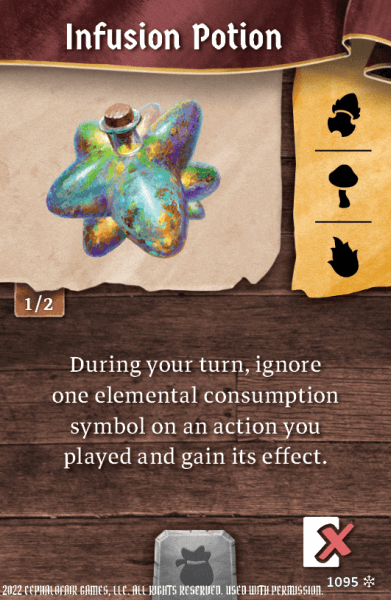 Infusion Potion
1/2
During your turn, ignore
one elemental consumption
symbol on an action you
played and gain its effect.
1095
2022 CEPHALOFAIR GAMES, LLC. ALL RIGHTS RESERVED. USED WITH PERMISSION.